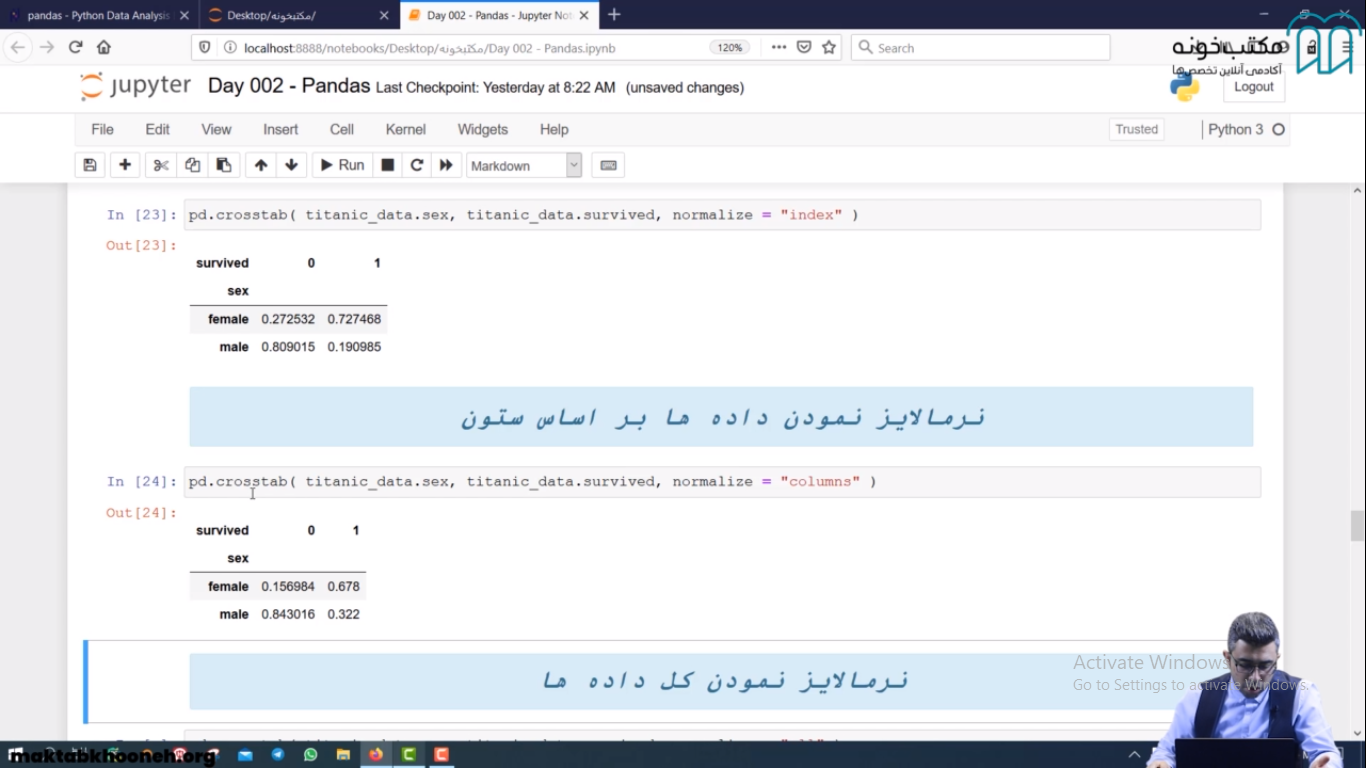 pandas - Python Data Analysis
Desktop/مکتبخونه/
Day 002 - Pandas - Jupyter Not
localhost:8888/notebooks/Desktop/مکتبخونه/Day 002 - Pandas.ipynb
120%
Search
مکتب‌خونه
آکادمی آنلاین تخصص‌ها
jupyter
Day 002 - Pandas
Last Checkpoint: Yesterday at 8:22 AM
(unsaved changes)
Logout
File Edit View Insert Cell Kernel Widgets Help
Trusted
Python 3
Run
Markdown
In [23]: pd.crosstab( titanic_data.sex, titanic_data.survived, normalize = "index" )
Out[23]:
survived 0 1
sex
female 0.272532 0.727468
male 0.809015 0.190985
نرمالایز نمودن داده ها بر اساس ستون
In [24]: pd.crosstab( titanic_data.sex, titanic_data.survived, normalize = "columns" )
Out[24]:
survived 0 1
sex
female 0.156984 0.678
male 0.843016 0.322
نرمالایز نمودن کل داده ها
Activate Windows
Go to Settings to activate Windows.
maktabkhooneh.org